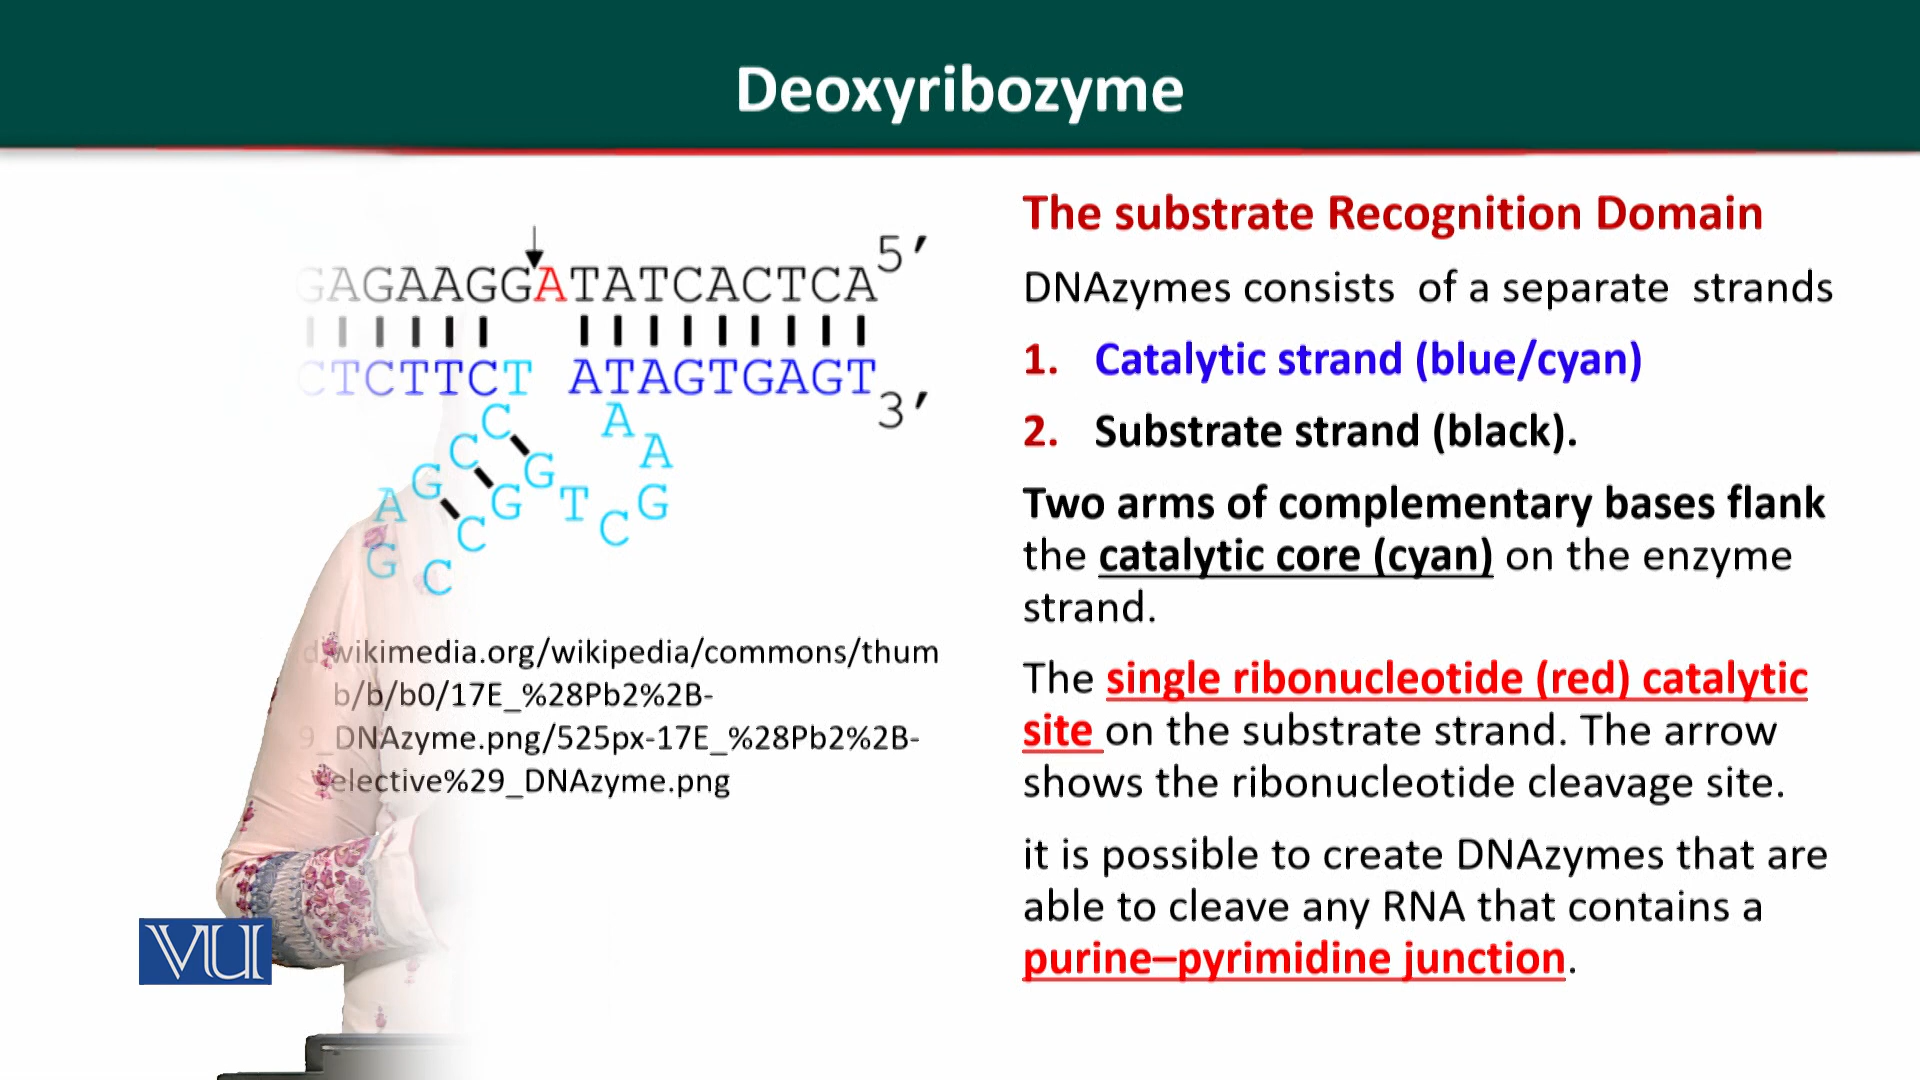 Deoxyribozyme
5′
GAGAAGGATATCACTCA
CTCTTCT ATAGTGAGT
3′
C
C
G
A
G
C
C
G
G
T
C
G
A
A
d.wikimedia.org/wikipedia/commons/thum
b/b/b0/17E_%28Pb2%2B-
9_DNAzyme.png/525px-17E_%28Pb2%2B-
elective%29_DNAzyme.png
VU
The substrate Recognition Domain
DNAzymes consists of a separate strands
1. Catalytic strand (blue/cyan)
2. Substrate strand (black).
Two arms of complementary bases flank
the catalytic core (cyan) on the enzyme
strand.
The single ribonucleotide (red) catalytic
site on the substrate strand. The arrow
shows the ribonucleotide cleavage site.
it is possible to create DNAzymes that are
able to cleave any RNA that contains a
purine–pyrimidine junction.